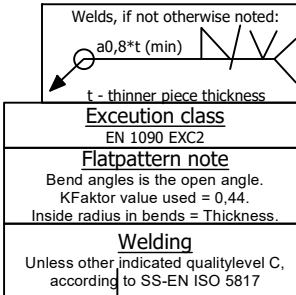 Welds, if not otherwise noted:
a0,8*t (min)
t - thinner piece thickness
Exceution class
EN 1090 EXC2
Flatpattern note
Bend angles is the open angle.
KFaktor value used = 0,44.
Inside radius in bends = Thickness.
Welding
Unless other indicated qualitylevel C,
according to SS-EN ISO 5817